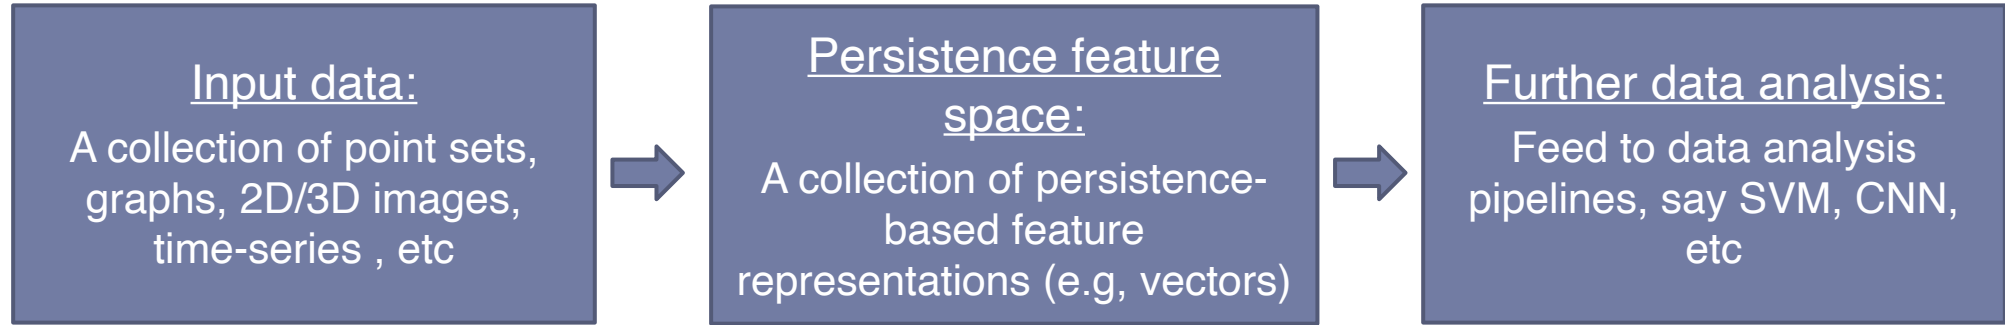 Input data:
A collection of point sets,
graphs, 2D/3D images,
time-series , etc
Persistence feature
space:
A collection of persistence-
based feature
representations (e.g, vectors)
Further data analysis:
Feed to data analysis
pipelines, say SVM, CNN,
etc